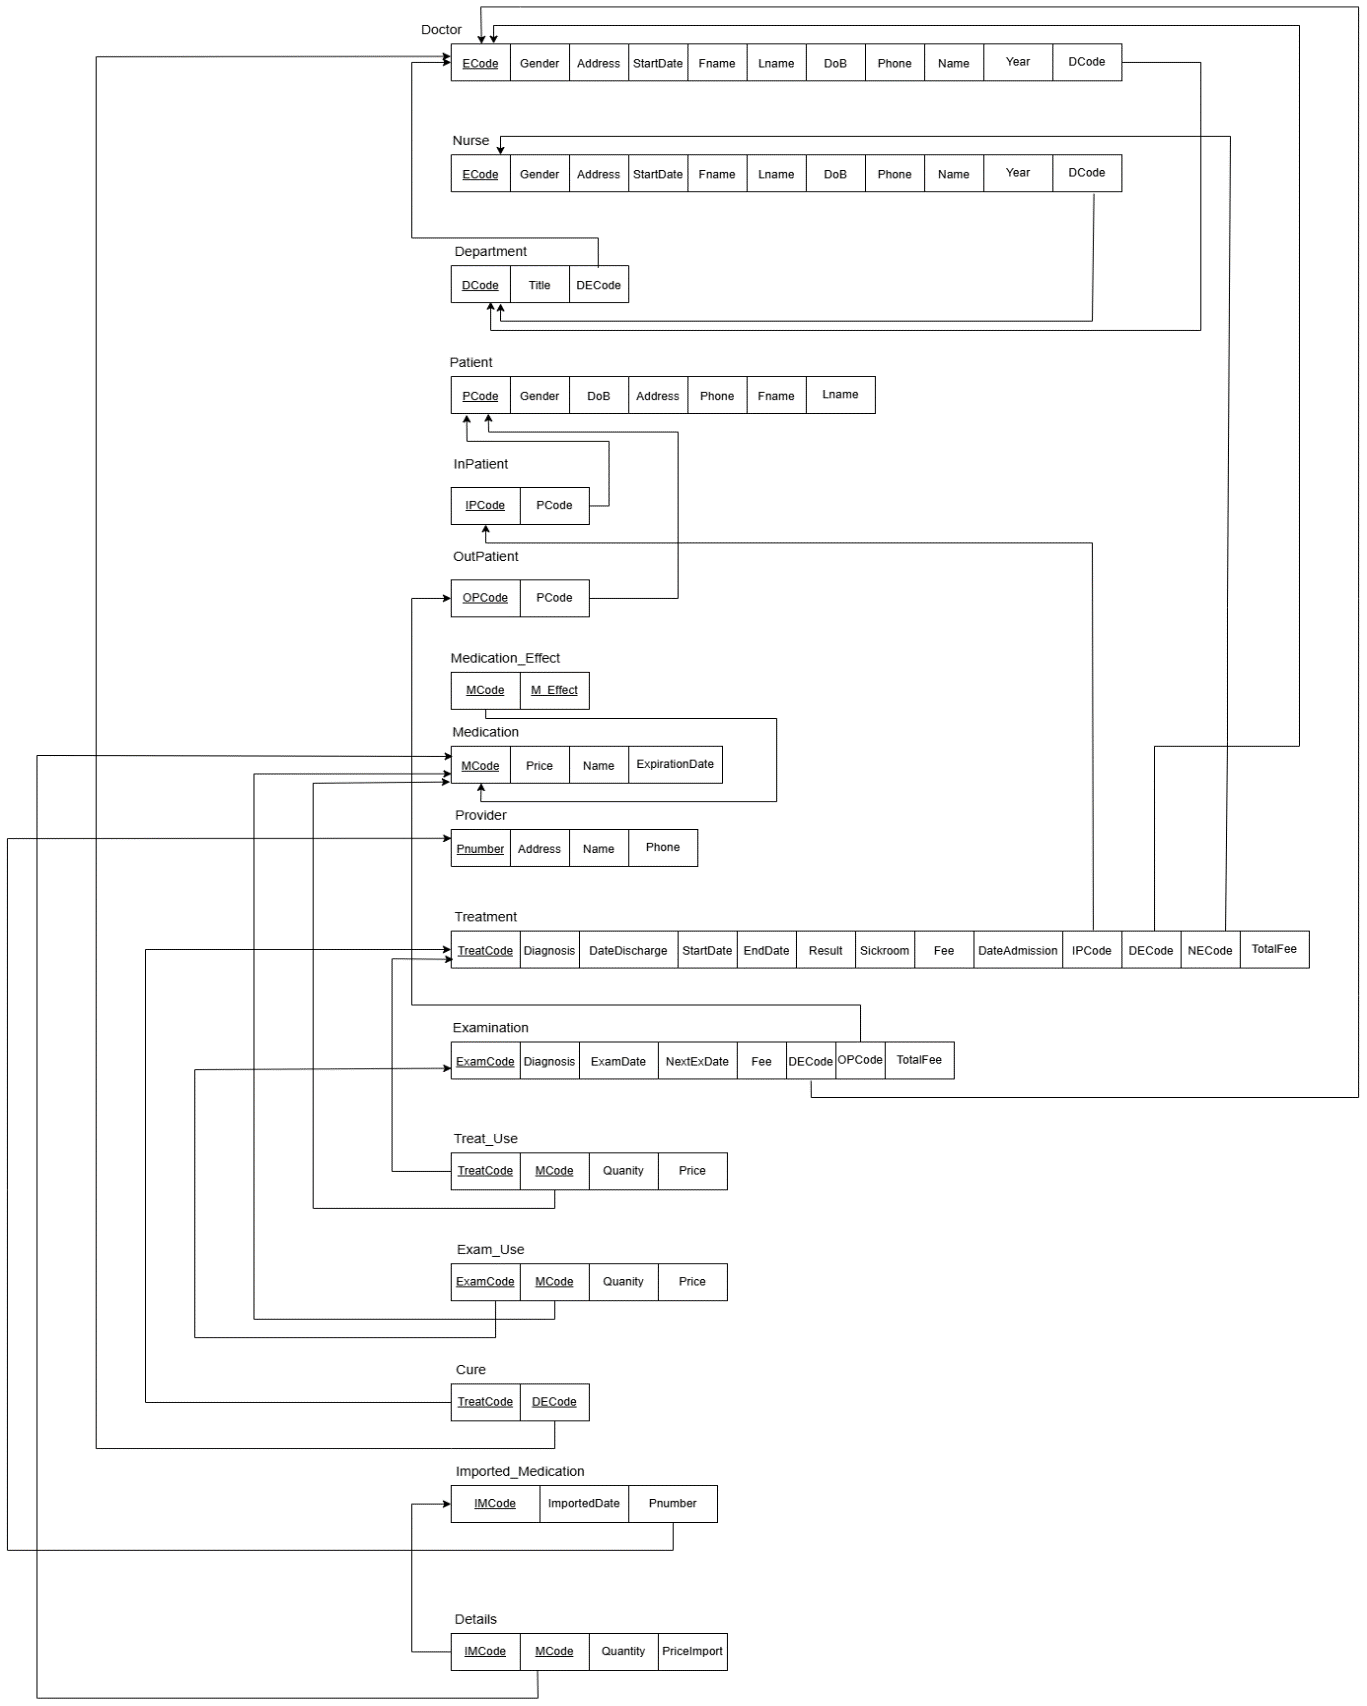 Doctor
ECode Gender Address StartDate Fname Lname DoB Phone Name Year DCode
Nurse
ECode Gender Address StartDate Fname Lname DoB Phone Name Year DCode
Department
DCode Title DECode
Patient
PCode Gender DoB Address Phone Fname Lname
InPatient
IPCode PCode
OutPatient
OPCode PCode
Medication_Effect
MCode M_Effect
Medication
MCode Price Name ExpirationDate
Provider
Pnumber Address Name Phone
Treatment
TreatCode Diagnosis DateDischarge StartDate EndDate Result Sickroom Fee DateAdmission IPCode DECode NECode TotalFee
Examination
ExamCode Diagnosis ExamDate NextExDate Fee DECode OPCode TotalFee
Treat_Use
TreatCode MCode Quanity Price
Exam_Use
ExamCode MCode Quanity Price
Cure
TreatCode DECode
Imported_Medication
IMCode ImportedDate Pnumber
Details
IMCode MCode Quantity PriceImport